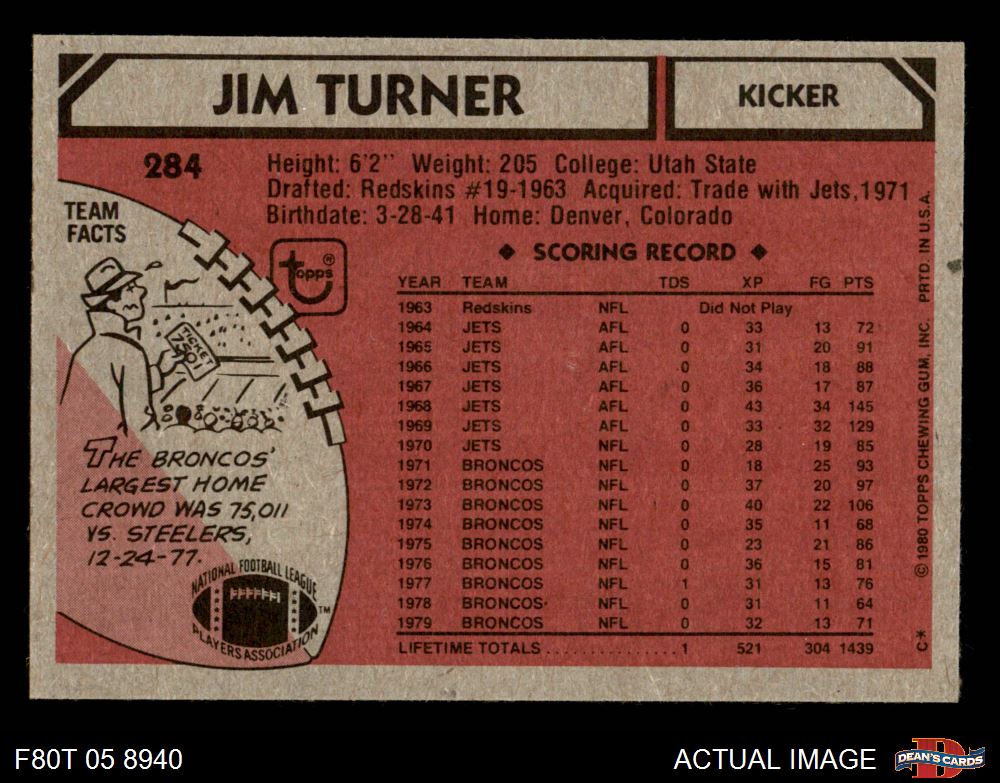 JIM TURNER
KICKER
284
Height: 6'2" Weight: 205 College: Utah State
Drafted: Redskins #19-1963 Acquired: Trade with Jets, 1971
Birthdate: 3-28-41 Home: Denver, Colorado
TEAM
FACTS
TICKET
7501
topps ®
THE BRONCOS'
LARGEST HOME
CROWD WAS 75,011
VS. STEELERS,
12-24-77.
NATIONAL FOOTBALL LEAGUE
PLAYERS ASSOCIATION
TM
◆ SCORING RECORD ◆
YEAR TEAM TDS XP FG PTS
1963 Redskins NFL Did Not Play
1964 JETS AFL 0 33 13 72
1965 JETS AFL 0 31 20 91
1966 JETS AFL 0 34 18 88
1967 JETS AFL 0 36 17 87
1968 JETS AFL 0 43 34 145
1969 JETS AFL 0 33 32 129
1970 JETS NFL 0 28 19 85
1971 BRONCOS NFL 0 18 25 93
1972 BRONCOS NFL 0 37 20 97
1973 BRONCOS NFL 0 40 22 106
1974 BRONCOS NFL 0 35 11 68
1975 BRONCOS NFL 0 23 21 86
1976 BRONCOS NFL 0 36 15 81
1977 BRONCOS NFL 1 31 13 76
1978 BRONCOS NFL 0 31 11 64
1979 BRONCOS NFL 0 32 13 71
LIFETIME TOTALS . . . . . . . . . . . . . . 1 521 304 1439
C* © 1980 TOPPS CHEWING GUM, INC. PRTD. IN U.S.A.
F80T 05 8940
ACTUAL IMAGE
D
DEAN'S CARDS